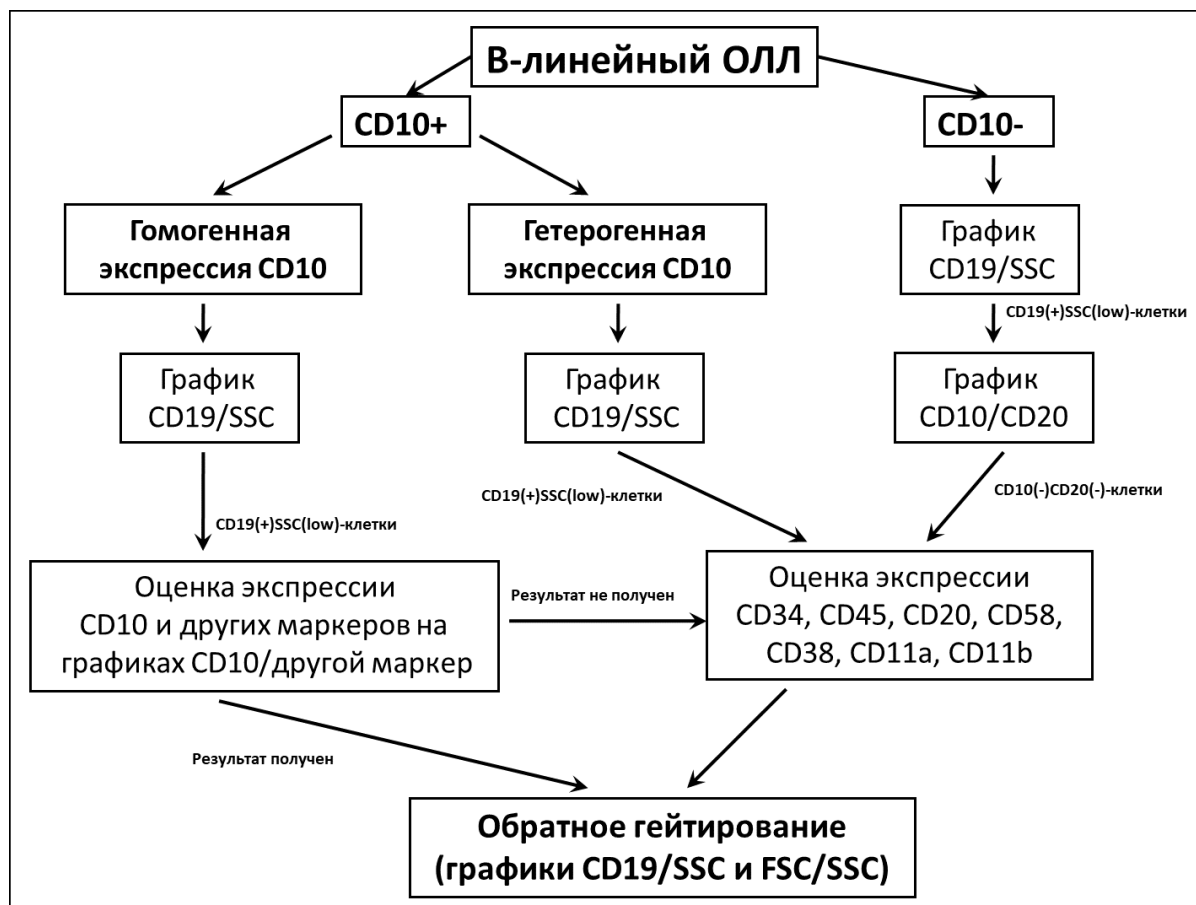 В-линейный ОЛЛ
CD10+
CD10-
Гомогенная
экспрессия CD10
Гетерогенная
экспрессия CD10
График
CD19/SSC
CD19(+)SSC(low)-клетки
График
CD19/SSC
График
CD19/SSC
График
CD10/CD20
CD19(+)SSC(low)-клетки
CD19(+)SSC(low)-клетки
CD10(-)CD20(-)-клетки
Оценка экспрессии
CD10 и других маркеров на
графиках CD10/другой маркер
Результат не получен
Оценка экспрессии
CD34, CD45, CD20, CD58,
CD38, CD11a, CD11b
Результат получен
Обратное гейтирование
(графики CD19/SSC и FSC/SSC)